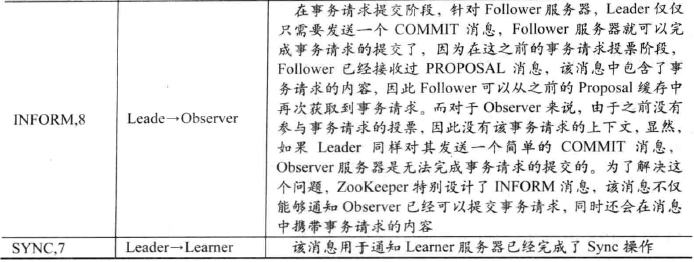 在事务请求提交阶段，针对 Follower 服务器，Leader 仅仅
只需要发送一个 COMMIT 消息，Follower 服务器就可以完
成事务请求的提交了，因为在这之前的事务请求投票阶段，
Follower 已经接收过 PROPOSAL 消息，该消息中包含了事
务请求的内容，因此 Follower 可以从之前的 Proposal 缓存中
再次获取到事务请求。而对于 Observer 来说，由于之前没有
INFORM,8 Leade→Observer 参与事务请求的投票，因此没有该事务请求的上下文，显然，
如果 Leader 同样对其发送一个简单的 COMMIT 消息，
Observer 服务器是无法完成事务请求的提交的。为了解决这
个问题，ZooKeeper 特别设计了 INFORM 消息，该消息不仅
能够通知 Observer 已经可以提交事务请求，同时还会在消息
中携带事务请求的内容
SYNC,7 Leader→Learner 该消息用于通知 Learner 服务器已经完成了 Sync 操作